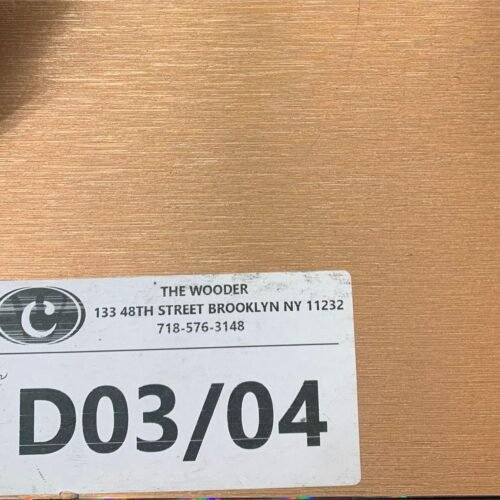 THE WOODER
133 48TH STREET BROOKLYN NY 11232
718-576-3148
D03/04